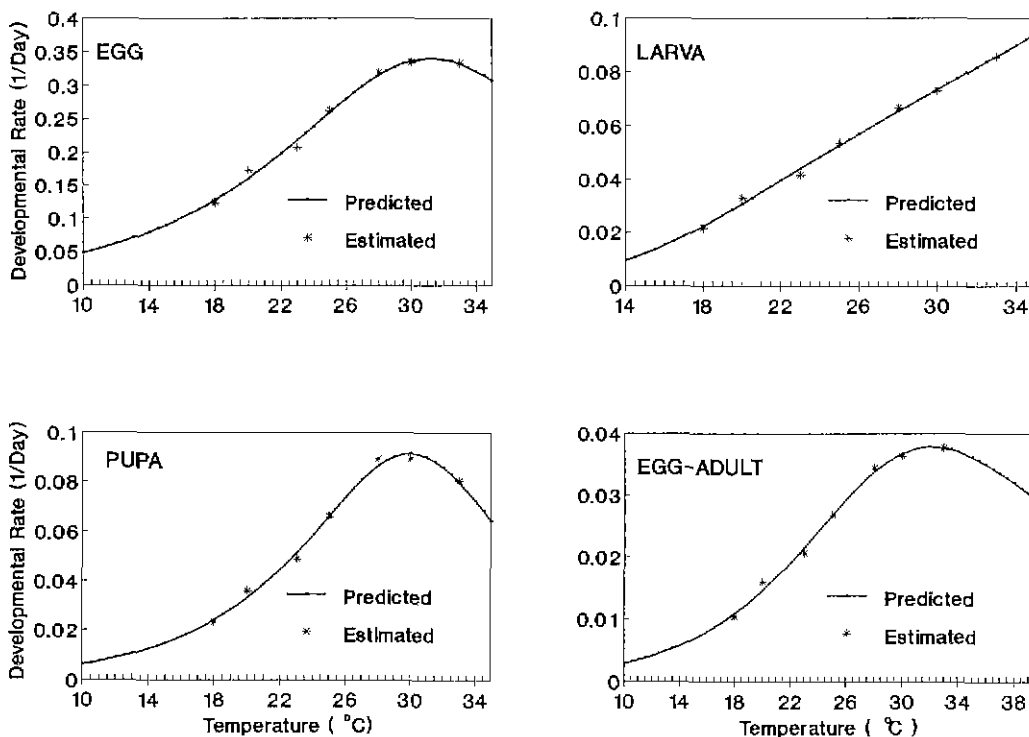 EGG
Developmental Rate (1/Day)
0.4
0.35
0.3
0.25
0.2
0.15
0.1
0.05
0
10 14 18 22 26 30 34
Predicted
Estimated
LARVA
0.1
0.08
0.06
0.04
0.02
0
14 18 22 26 30 34
Predicted
Estimated
PUPA
Developmental Rate (1/Day)
0.1
0.08
0.06
0.04
0.02
0
10 14 18 22 26 30 34
Temperature ( °C)
Predicted
Estimated
EGG-ADULT
0.04
0.03
0.02
0.01
0
10 14 18 22 26 30 34 38
Temperature ( °C)
Predicted
Estimated